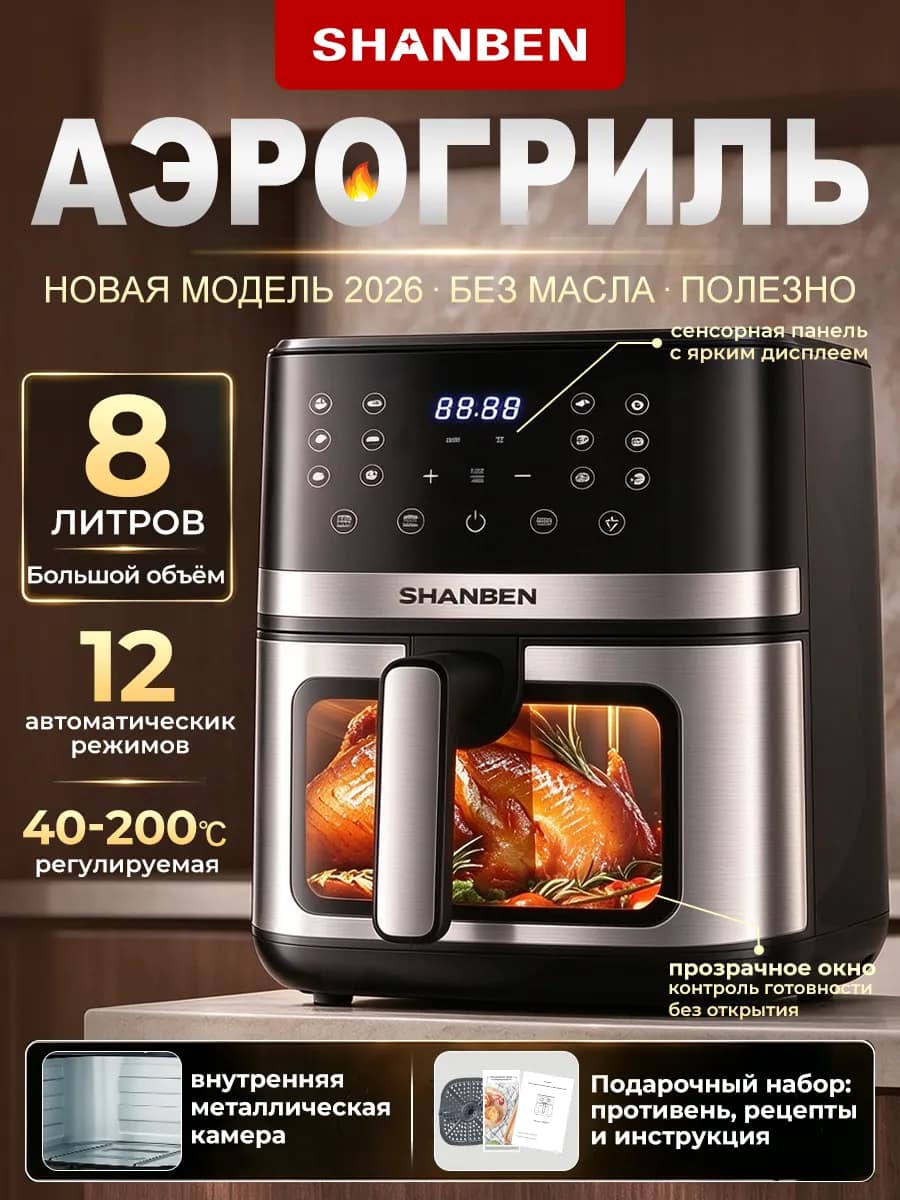 SHANBEN
АЭРОГРИЛЬ
НОВАЯ МОДЕЛЬ 2026 · БЕЗ МАСЛА · ПОЛЕЗНО
сенсорная панель
с ярким дисплеем
8
ЛИТРОВ
Большой объём
88.88
SHANBEN
12
автоматическик
режимов
40-200℃
регулируемая
прозрачное окно
контроль готовности
без открытия
внутренняя
металлическая
камера
Подарочный набор:
противень, рецепты
и инструкция